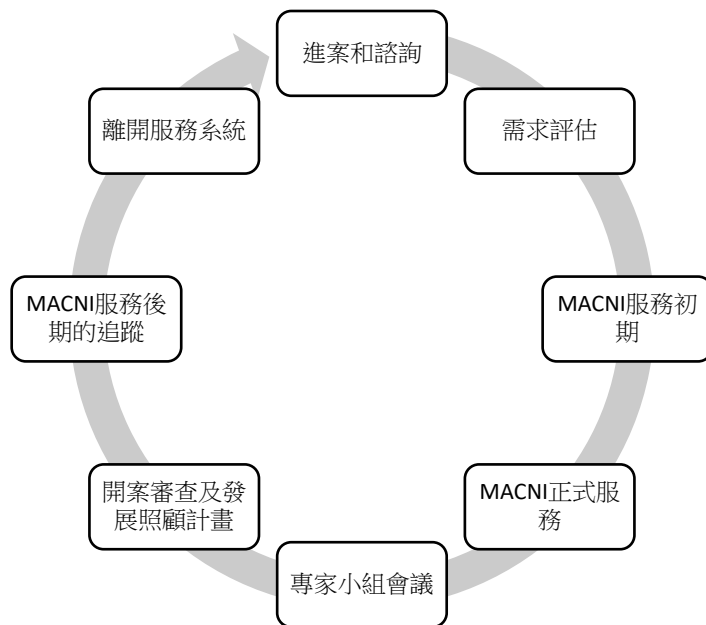 進案和諮詢
需求評估
MACNI服務初
期
MACNI正式服
務
專家小組會議
開案審查及發
展照顧計畫
MACNI服務後
期的追蹤
離開服務系統